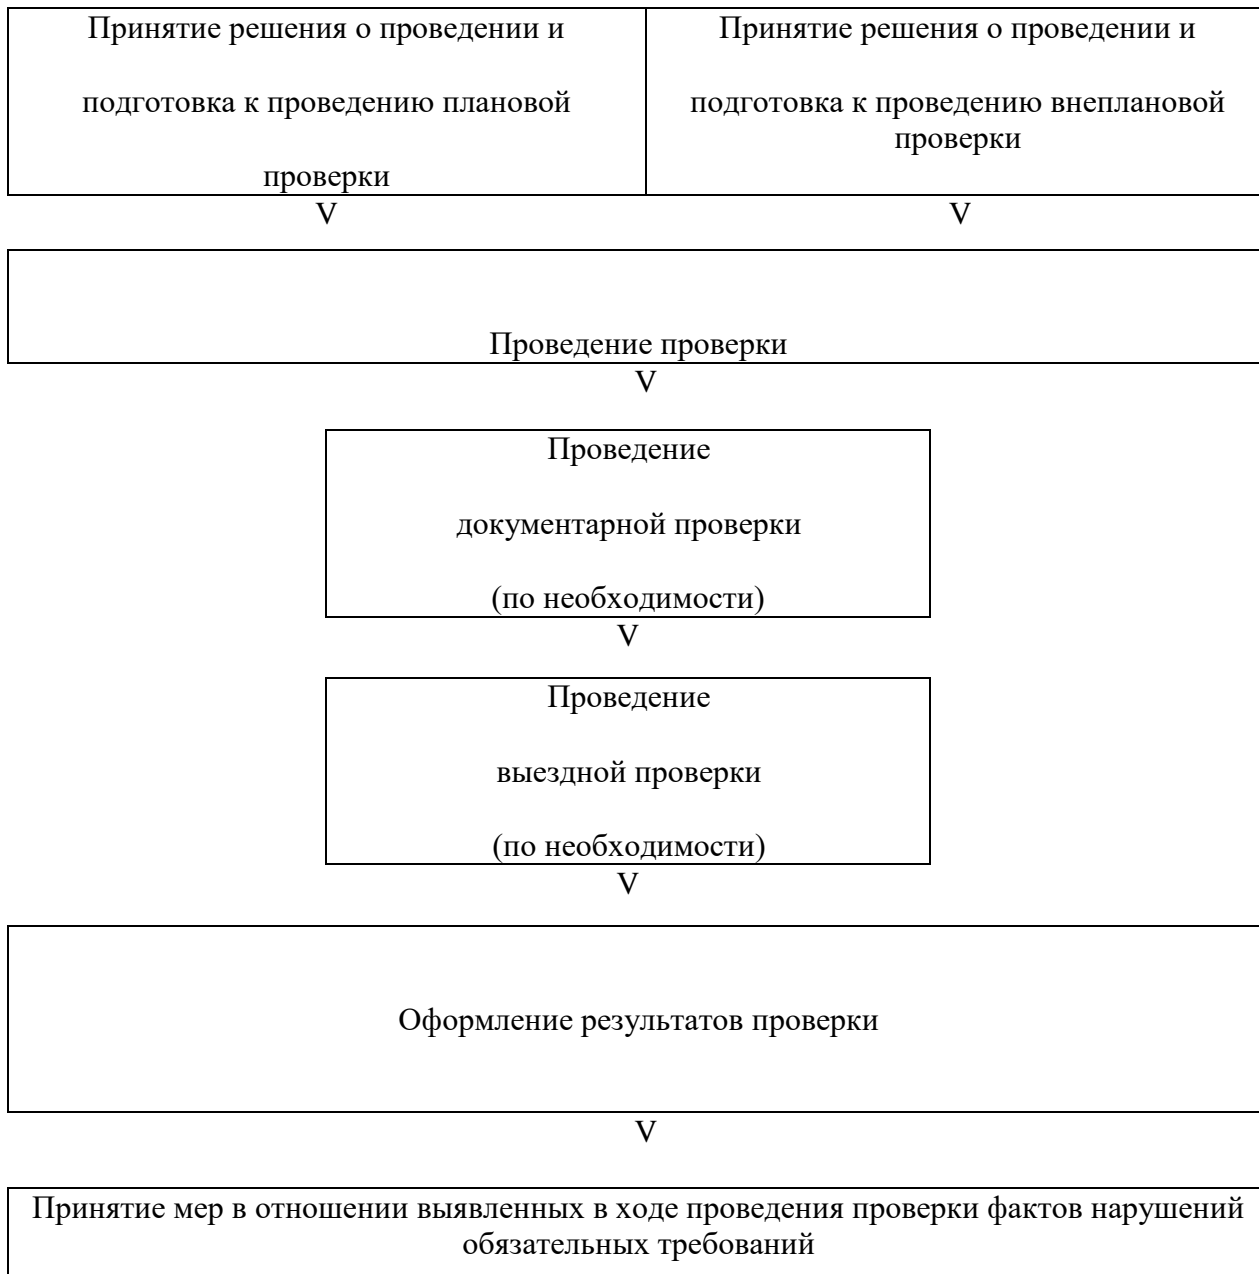 Принятие решения о проведении и
подготовка к проведению плановой
проверки
Принятие решения о проведении и
подготовка к проведению внеплановой
проверки
V
V
Проведение проверки
V
Проведение
документарной проверки
(по необходимости)
V
Проведение
выездной проверки
(по необходимости)
V
Оформление результатов проверки
V
Принятие мер в отношении выявленных в ходе проведения проверки фактов нарушений
обязательных требований